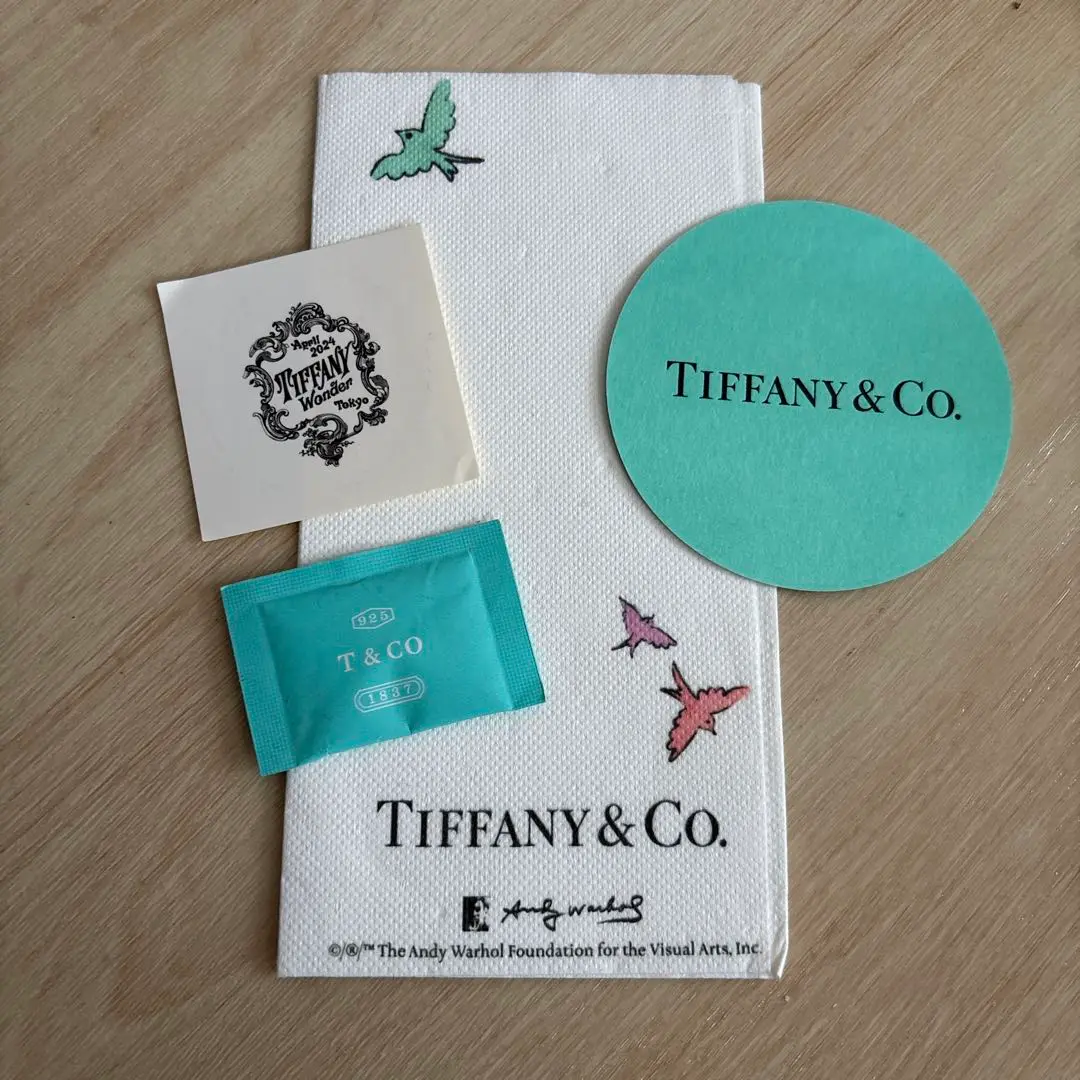 April
2024
TIFFANY
Wonder
Tokyo
TIFFANY & CO.
925
T & CO
1837
TIFFANY & CO.
Andy Warhol
©/®/™ The Andy Warhol Foundation for the Visual Arts, Inc.